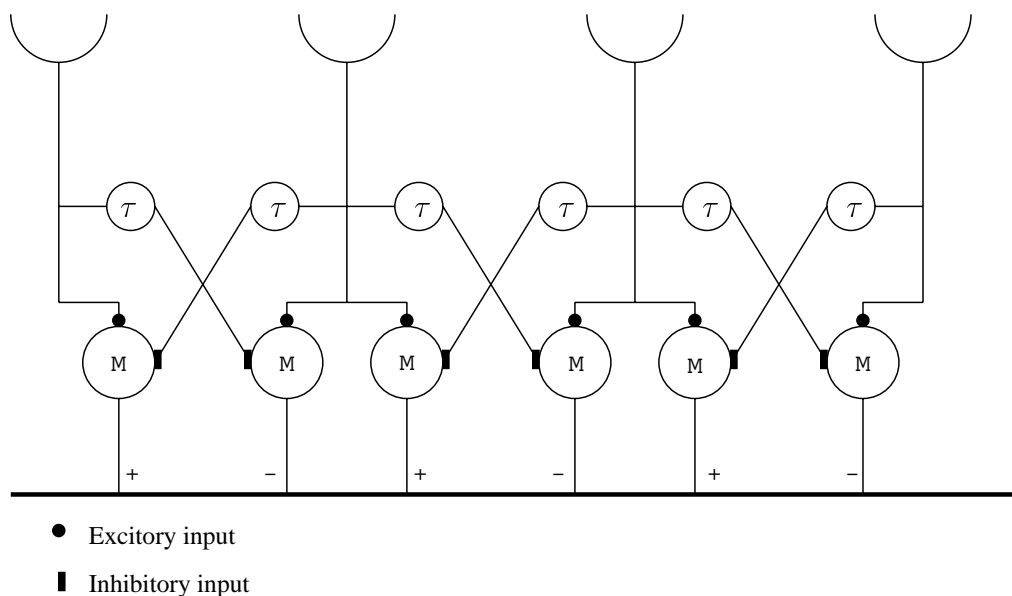 τ τ τ τ τ τ
M M M M M M
+ − + − + −
Excitory input
Inhibitory input